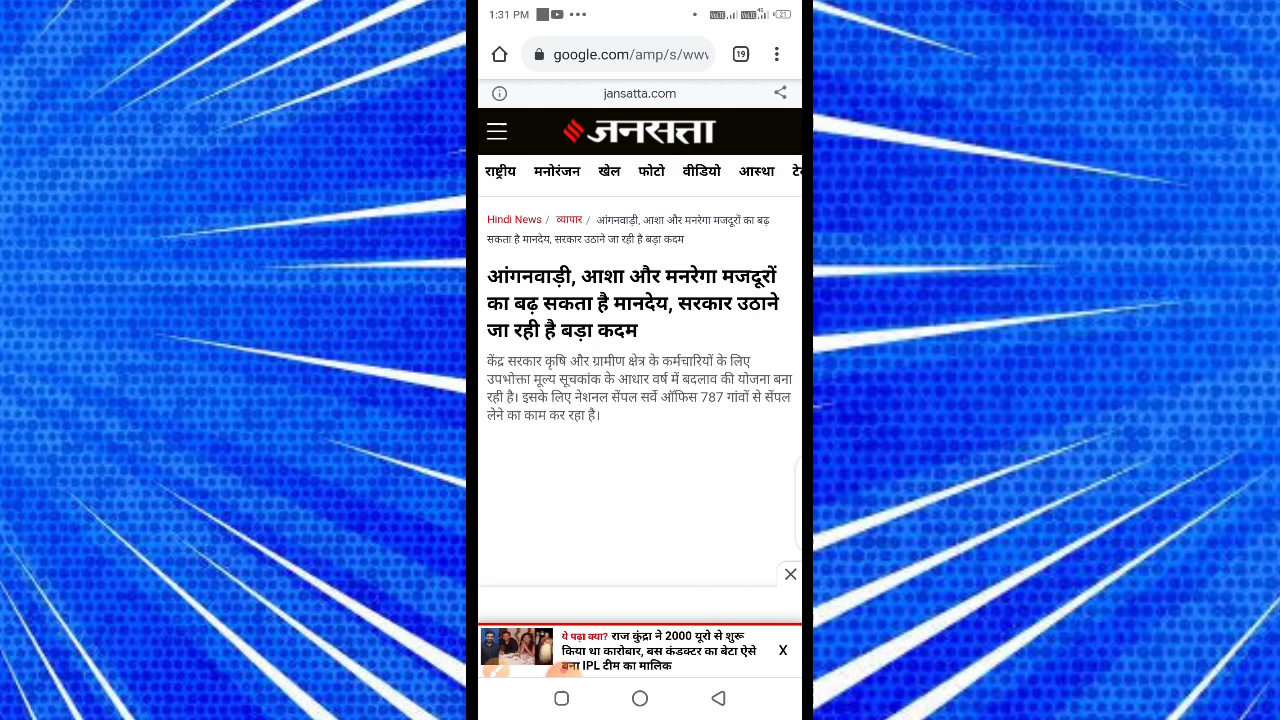 1:31 PM
21
google.com/amp/s/www
19
jansatta.com
जनसत्ता
राष्ट्रीय मनोरंजन खेल फोटो वीडियो आस्था टे
Hindi News / व्यापार / आंगनवाड़ी, आशा और मनरेगा मजदूरों का बढ़
सकता है मानदेय, सरकार उठाने जा रही है बड़ा कदम
आंगनवाड़ी, आशा और मनरेगा मजदूरों
का बढ़ सकता है मानदेय, सरकार उठाने
जा रही है बड़ा कदम
केंद्र सरकार कृषि और ग्रामीण क्षेत्र के कर्मचारियों के लिए
उपभोक्ता मूल्य सूचकांक के आधार वर्ष में बदलाव की योजना बना
रही है। इसके लिए नेशनल सेंपल सर्वे ऑफिस 787 गांवों से सेंपल
लेने का काम कर रहा है।
ये पढ़ा क्या? राज कुंद्रा ने 2000 यूरो से शुरू
किया था कारोबार, बस कंडक्टर का बेटा ऐसे
बना IPL टीम का मालिक
X